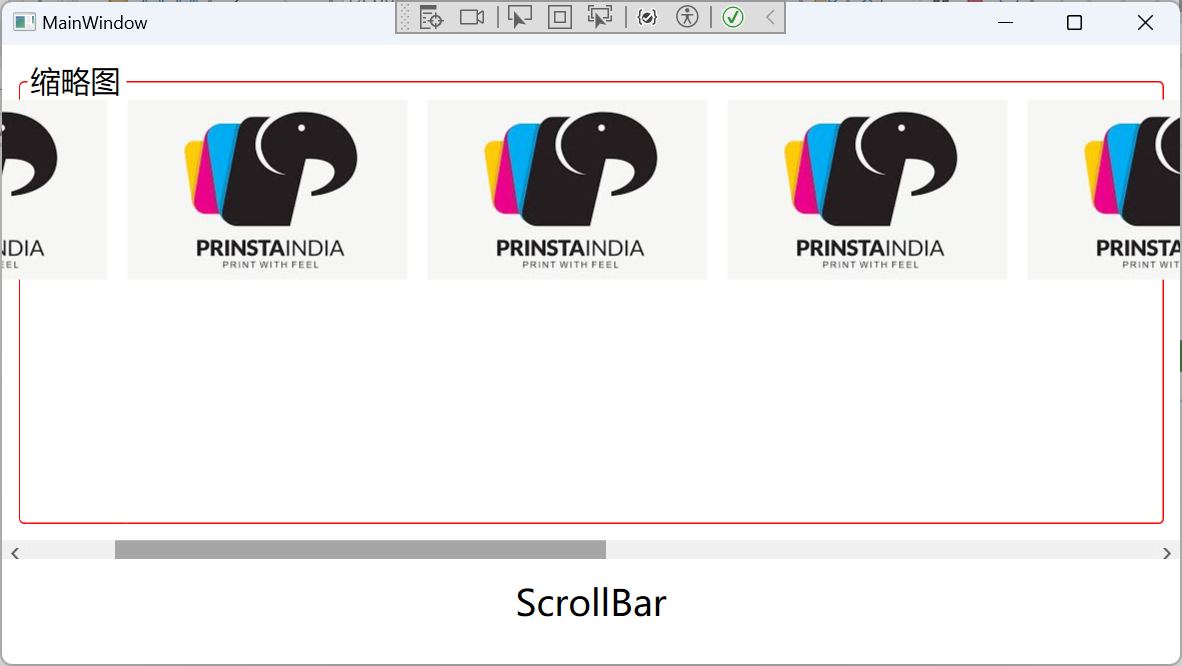 MainWindow
缩略图
NDIA
EEL
PRINSTAINDIA
PRINT WITH FEEL
PRINSTAINDIA
PRINT WITH FEEL
PRINSTAINDIA
PRINT WITH FEEL
PRINSTA
PRINT WIT
ScrollBar